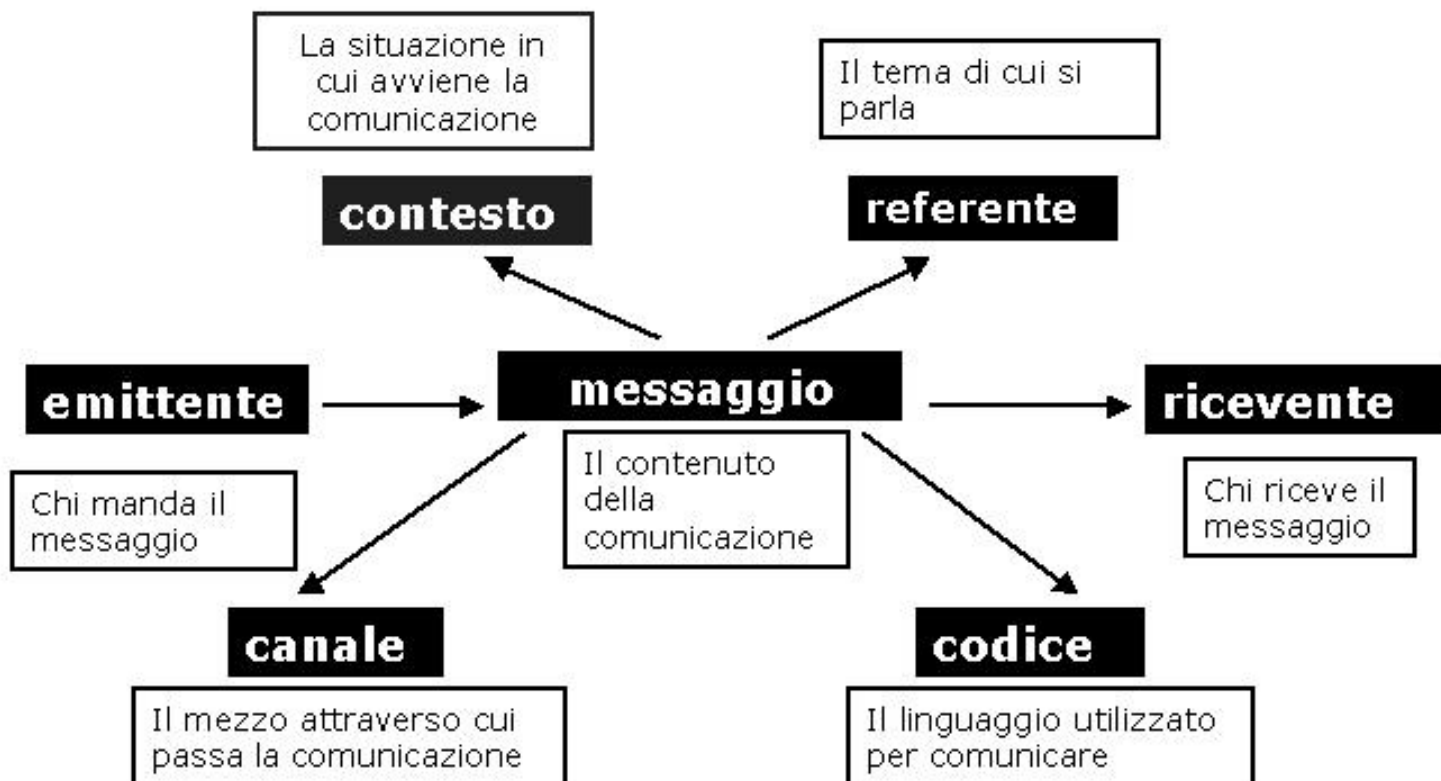 La situazione in
cui avviene la
comunicazione
Il tema di cui si
parla
contesto
referente
emittente
messaggio
ricevente
Chi manda il
messaggio
Il contenuto
della
comunicazione
Chi riceve il
messaggio
canale
codice
Il mezzo attraverso cui
passa la comunicazione
Il linguaggio utilizzato
per comunicare